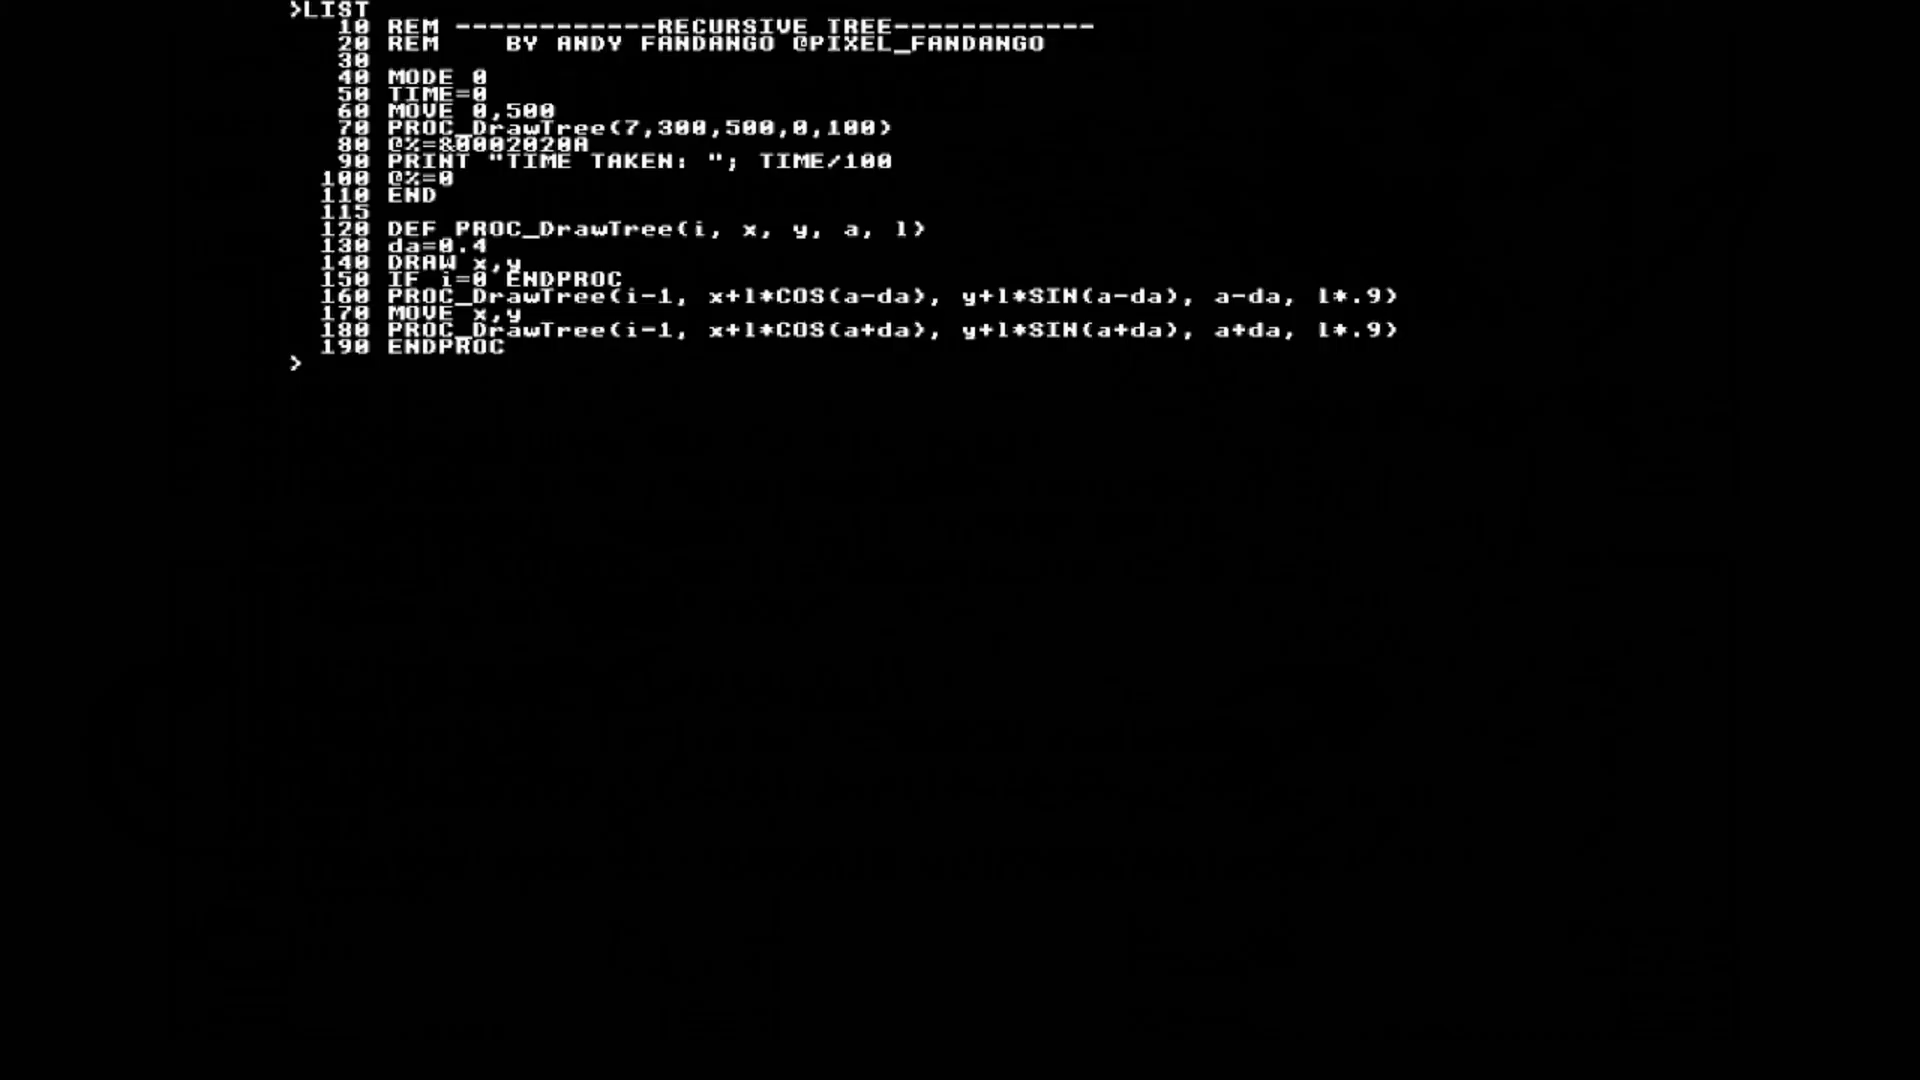 >LIST
10 REM ------------RECURSIVE TREE------------
20 REM    BY ANDY FANDANGO @PIXEL_FANDANGO
30
40 MODE 0
50 TIME=0
60 MOVE 0,500
70 PROC_DrawTree(7,300,500,0,100)
80 @%=&0002020A
90 PRINT "TIME TAKEN: "; TIME/100
100 @%=0
110 END
115
120 DEF PROC_DrawTree(i, x, y, a, l)
130 da=0.4
140 DRAW x,y
150 IF i=0 ENDPROC
160 PROC_DrawTree(i-1, x+l*COS(a-da), y+l*SIN(a-da), a-da, l*.9)
170 MOVE x,y
180 PROC_DrawTree(i-1, x+l*COS(a+da), y+l*SIN(a+da), a+da, l*.9)
190 ENDPROC
>